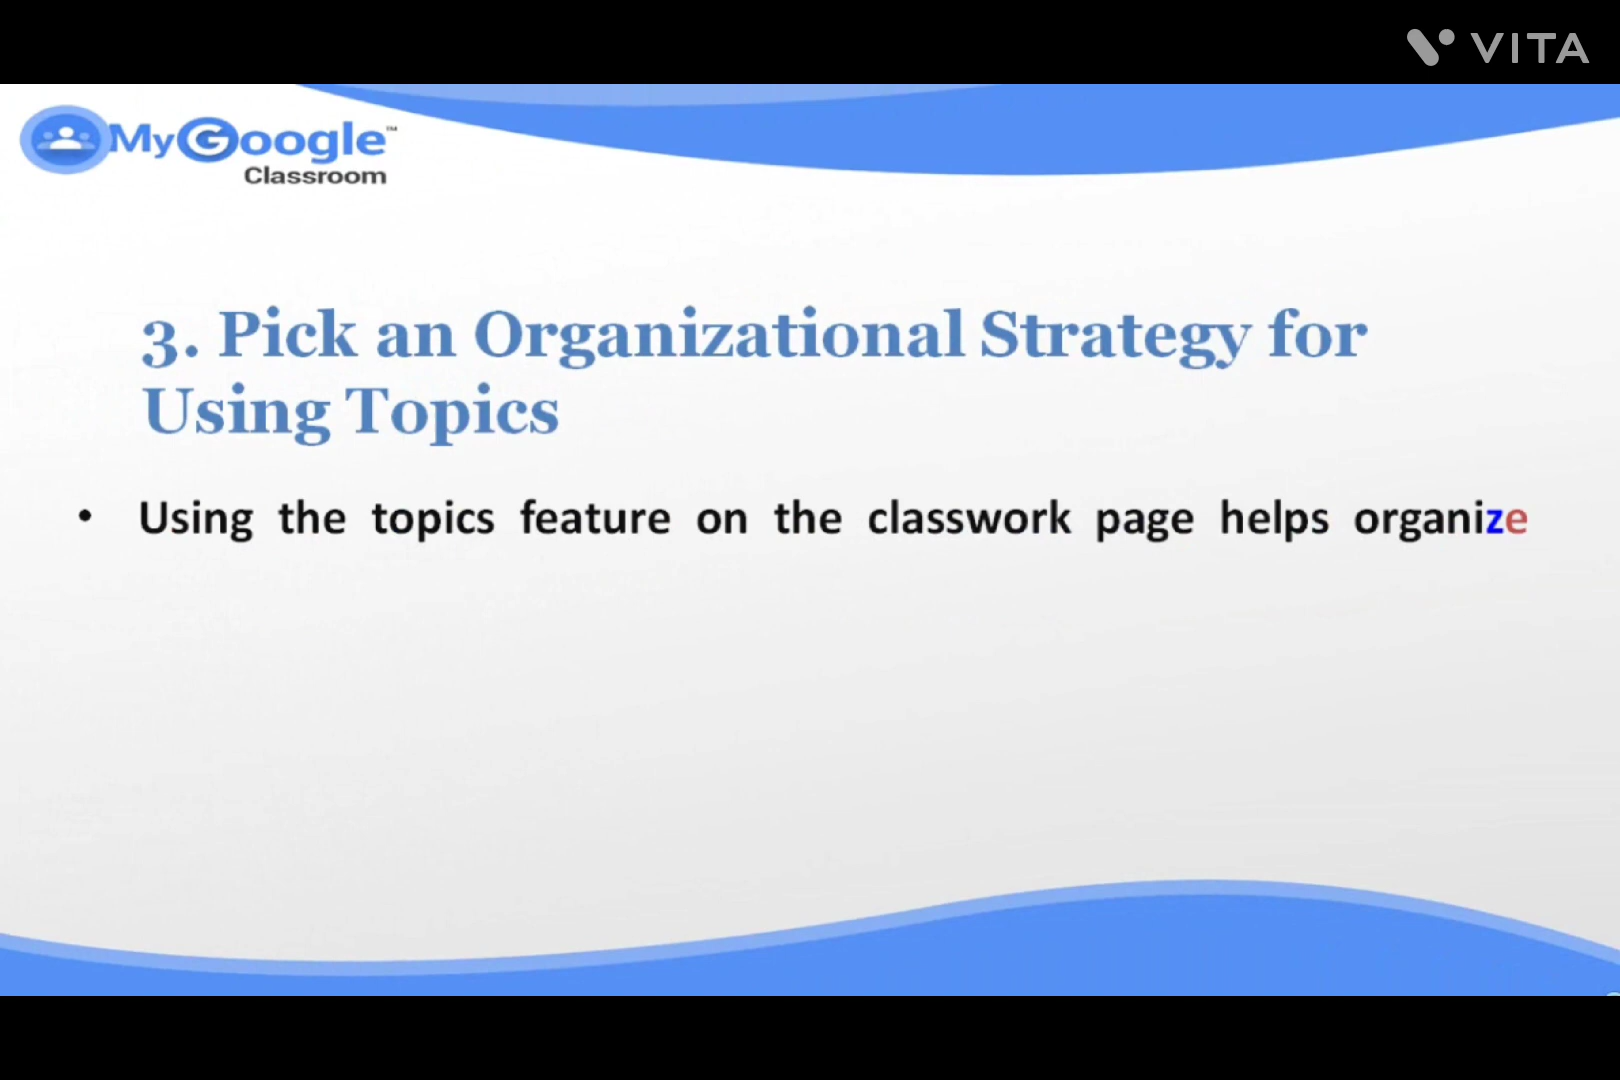 VITA
MyGoogle™
Classroom
3. Pick an Organizational Strategy for
Using Topics
• Using the topics feature on the classwork page helps organize